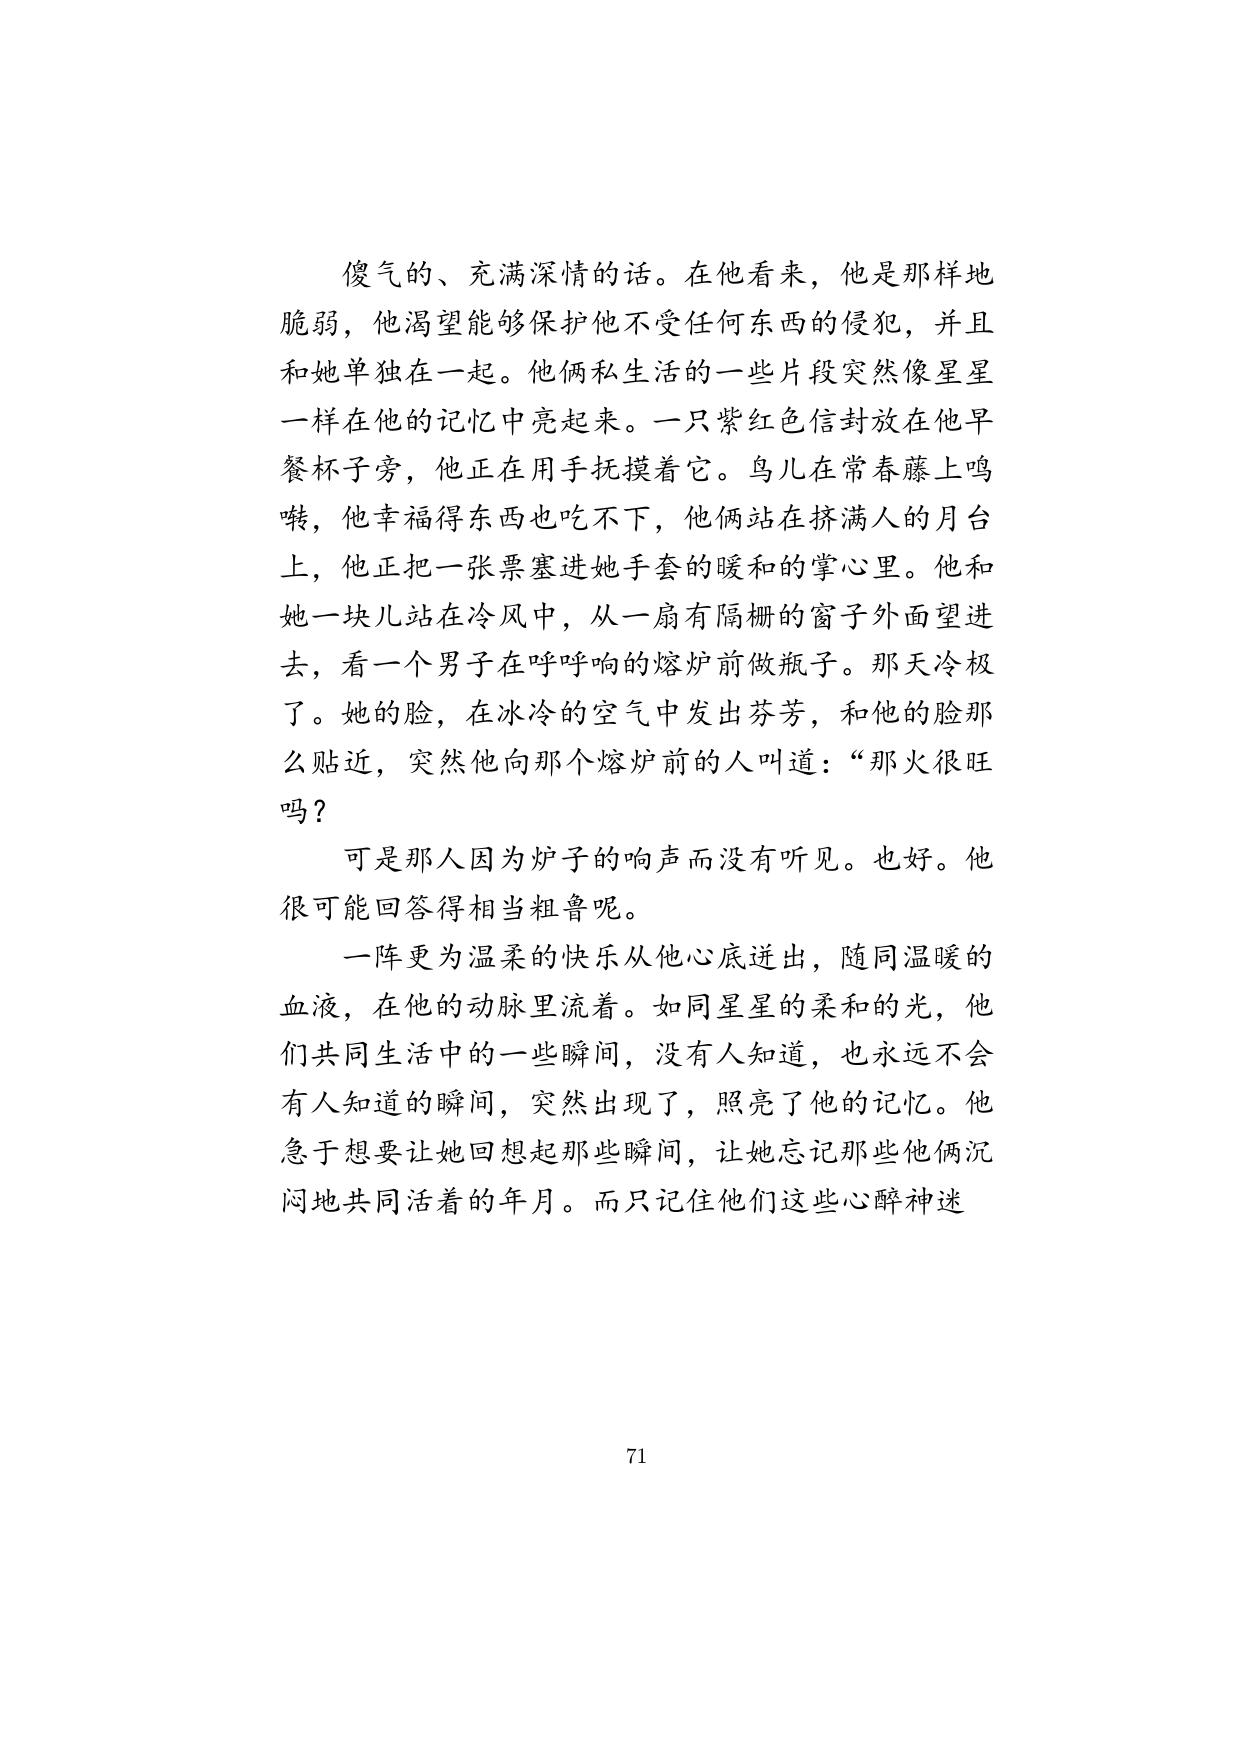 傻气的、充满深情的话。在他看来，他是那样地
脆弱，他渴望能够保护他不受任何东西的侵犯，并且
和她单独在一起。他俩私生活的一些片段突然像星星
一样在他的记忆中亮起来。一只紫红色信封放在他早
餐杯子旁，他正在用手抚摸着它。鸟儿在常春藤上鸣
啭，他幸福得东西也吃不下，他俩站在挤满人的月台
上，他正把一张票塞进她手套的暖和的掌心里。他和
她一块儿站在冷风中，从一扇有隔栅的窗子外面望进
去，看一个男子在呼呼响的熔炉前做瓶子。那天冷极
了。她的脸，在冰冷的空气中发出芬芳，和他的脸那
么贴近，突然他向那个熔炉前的人叫道：“那火很旺
吗？
可是那人因为炉子的响声而没有听见。也好。他
很可能回答得相当粗鲁呢。
一阵更为温柔的快乐从他心底迸出，随同温暖的
血液，在他的动脉里流着。如同星星的柔和的光，他
们共同生活中的一些瞬间，没有人知道，也永远不会
有人知道的瞬间，突然出现了，照亮了他的记忆。他
急于想要让她回想起那些瞬间，让她忘记那些他俩沉
闷地共同活着的年月。而只记住他们这些心醉神迷
71